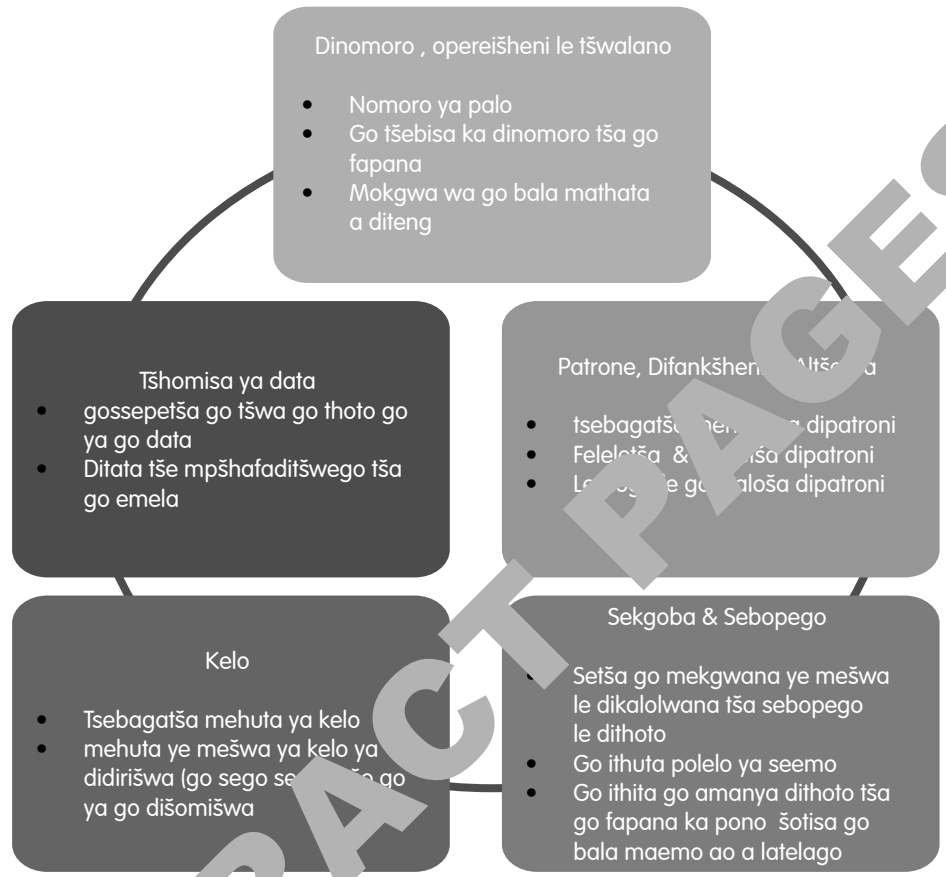 Dinomoro , opereišheni le tšwalano
• Nomoro ya palo
• Go tšebisa ka dinomoro tša go
fapana
• Mokgwa wa go bala mathata
a diteng
Tšhomisa ya data
• gossepetša go tšwa go thoto go
ya go data
• Ditata tše mpšhafaditšwego tša
go emela
Patrone,
• dipatroni
• Feleletša & dipatroni
• dipatroni
Kelo
• Tsebagatša mehuta ya kelo
• mehuta ye mešwa ya kelo ya
didirišwa (go sego go
ya go dišomišwa
Sekgoba & Sebopego
• Setša go mekgwana ye mešwa
le dikalolwana tša sebopego
le dithoto
• Go ithuta polelo ya seemo
• Go ithita go amanya dithoto tša
go fapana ka pono šotisa go
bala maemo ao a latelago
PACT PAGES